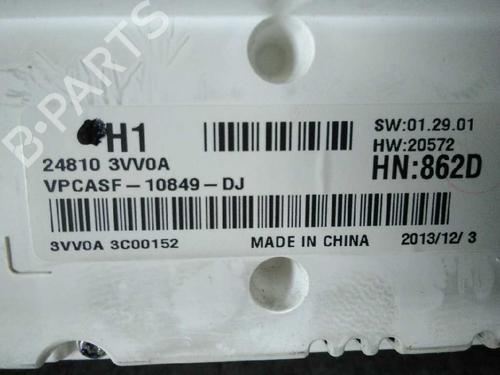 B-PARTS
H1
SW:01.29.01
24810 3VV0A
HW:20572
VPCASF-10849-DJ
HN:862D
3VV0A 3C00152
MADE IN CHINA
2013/12/ 3